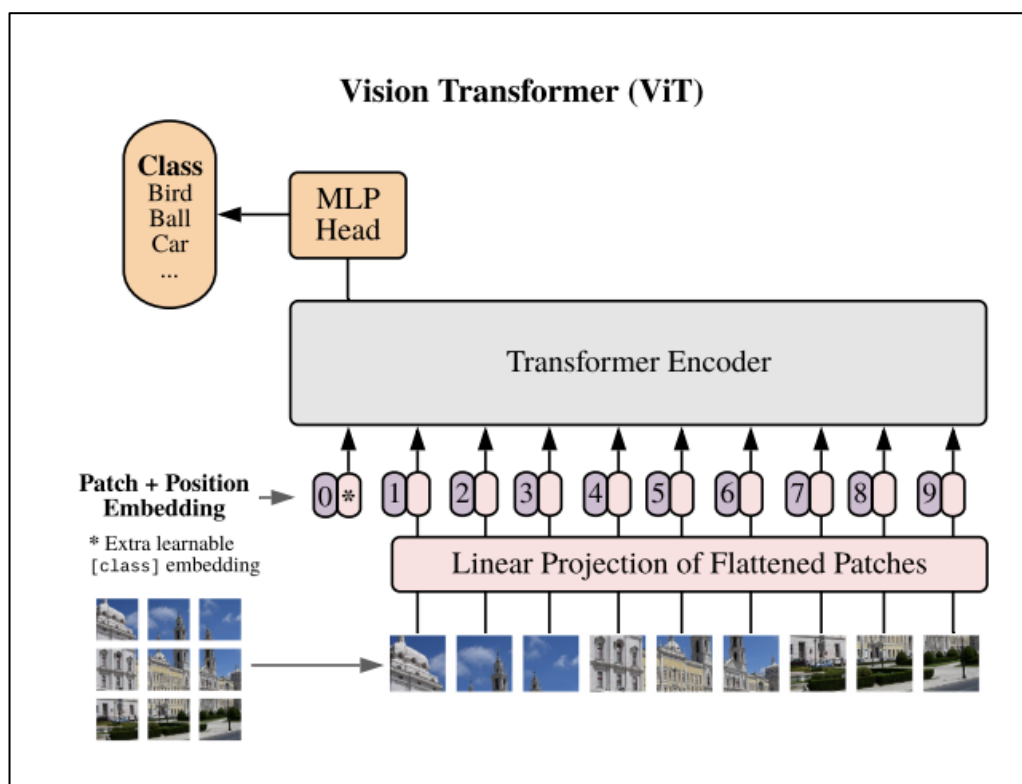 Vision Transformer (ViT)
Class
Bird
Ball
Car
...
MLP
Head
Transformer Encoder
Patch + Position
Embedding
* Extra learnable
[class] embedding
0 * 1 2 3 4 5 6 7 8 9
Linear Projection of Flattened Patches